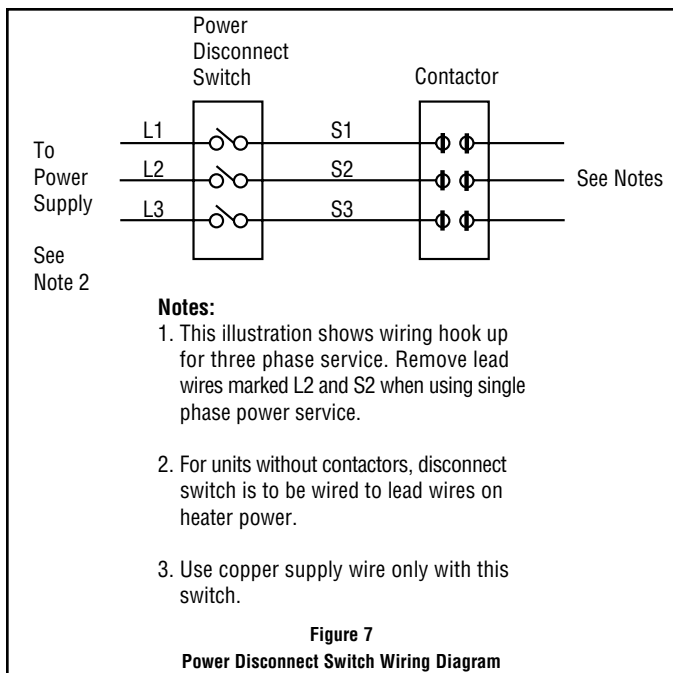 Power
Disconnect
Switch
Contactor
To
Power
Supply
See
Note 2
L1
L2
L3
S1
S2
S3
See Notes
Notes:
1. This illustration shows wiring hook up
for three phase service. Remove lead
wires marked L2 and S2 when using single
phase power service.
2. For units without contactors, disconnect
switch is to be wired to lead wires on
heater power.
3. Use copper supply wire only with this
switch.
Figure 7
Power Disconnect Switch Wiring Diagram